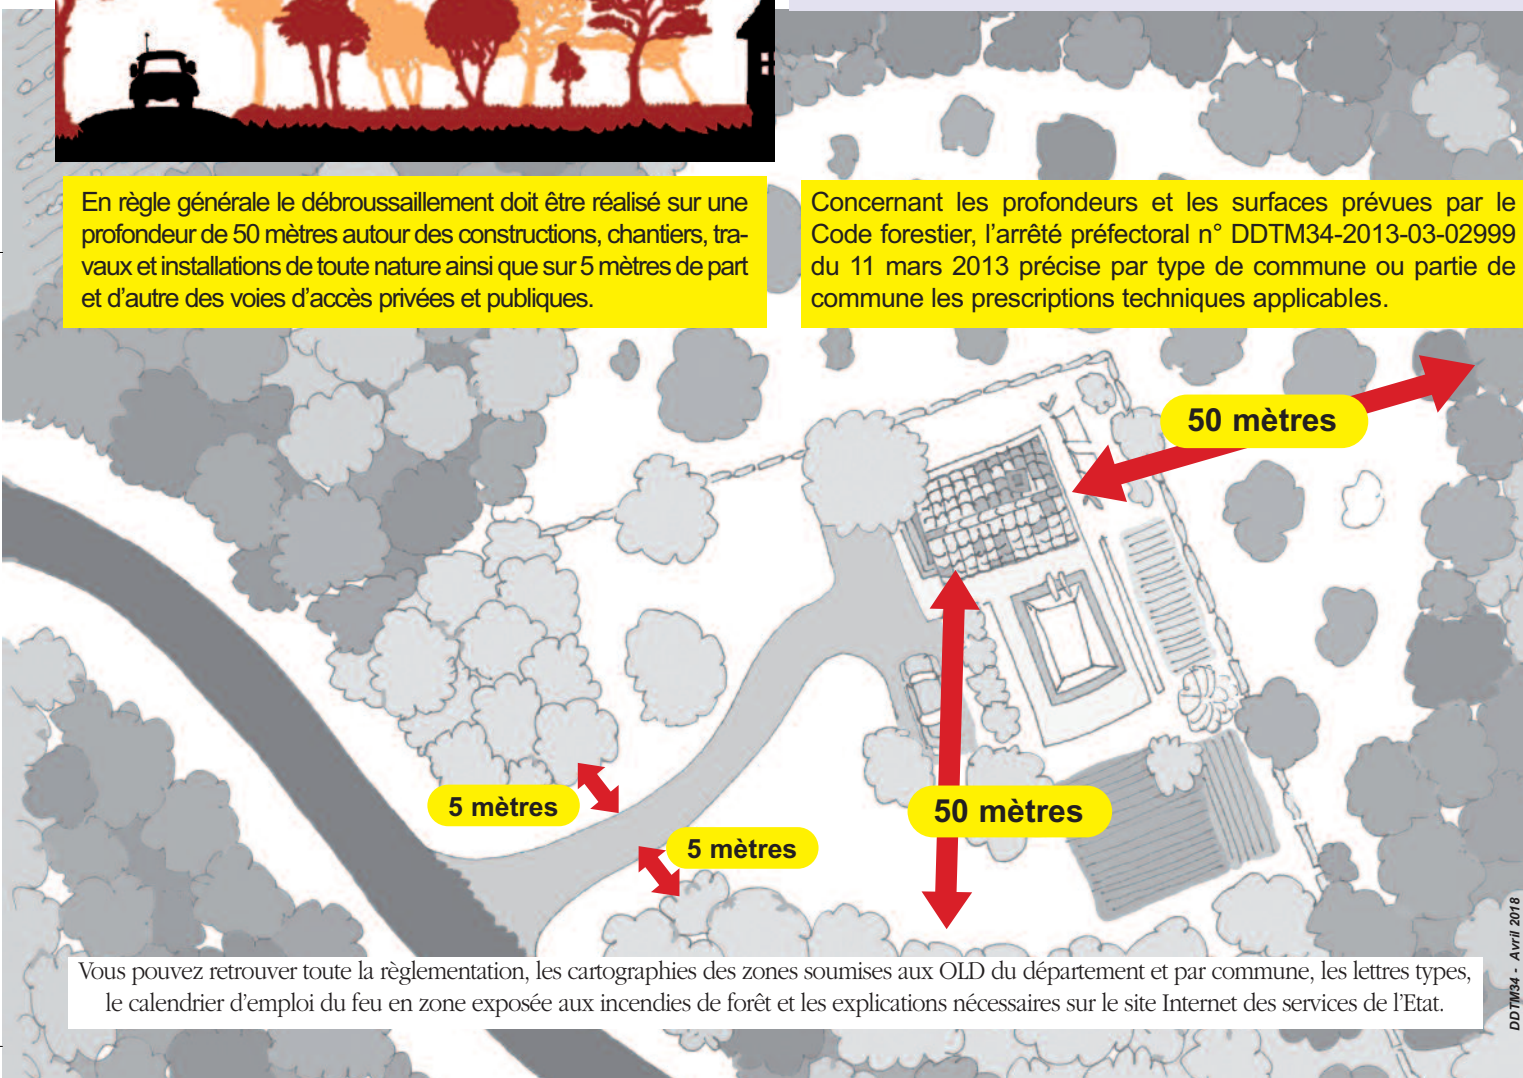 En règle générale le débroussaillement doit être réalisé sur une
profondeur de 50 mètres autour des constructions, chantiers, tra-
vaux et installations de toute nature ainsi que sur 5 mètres de part
et d’autre des voies d’accès privées et publiques.
Concernant les profondeurs et les surfaces prévues par le
Code forestier, l’arrêté préfectoral n° DDTM34-2013-03-02999
du 11 mars 2013 précise par type de commune ou partie de
commune les prescriptions techniques applicables.
50 mètres
5 mètres
50 mètres
5 mètres
Vous pouvez retrouver toute la règlementation, les cartographies des zones soumises aux OLD du département et par commune, les lettres types,
le calendrier d’emploi du feu en zone exposée aux incendies de forêt et les explications nécessaires sur le site Internet des services de l’Etat.
DDTM34 - Avril 2018